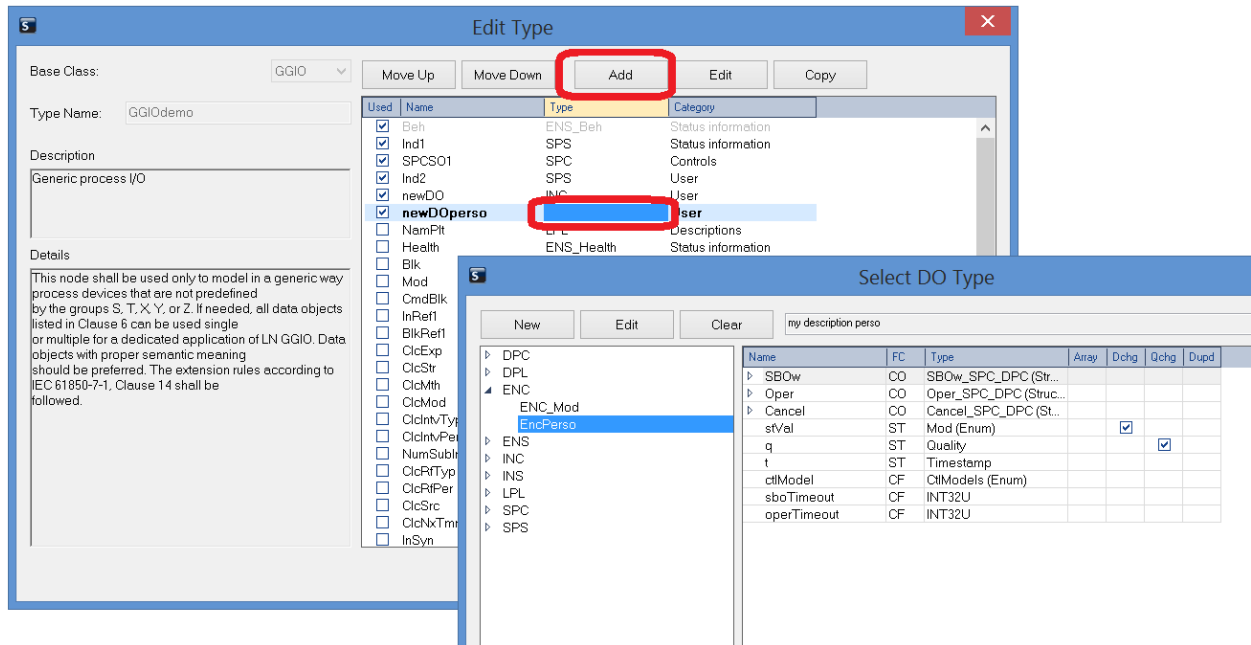 S
Edit Type
Base Class:
GGIO
Move Up
Move Down
Add
Edit
Copy
Type Name:
GGIOdemo
Description
Generic process I/O
Details
This node shall be used only to model in a generic way
process devices that are not predefined
by the groups S, T, X, Y, or Z. If needed, all data objects
listed in Clause 6 can be used single
or multiple for a dedicated application of LN GGIO. Data
objects with proper semantic meaning
should be preferred. The extension rules according to
IEC 61850-7-1, Clause 14 shall be
followed.
Used Name Type Category
Beh ENS_Beh Status information
Ind1 SPS Status information
SPCSO1 SPC Controls
Ind2 SPS User
newDO INC User
newDOperso User
NamPlt LPL Descriptions
Health ENS_Health Status information
Blk
Mod
CmdBlk
InRef1
BlkRef1
ClcExp
ClcStr
ClcMth
ClcMod
ClcIntvTyp
ClcIntvPer
NumSubIn
ClcRfTyp
ClcRfPer
ClcSrc
ClcNxTmr
InSyn
S
Select DO Type
New
Edit
Clear
my description perso
DPC
DPL
ENC
ENC_Mod
EncPerso
ENS
INC
INS
LPL
SPC
SPS
Name FC Type Array Dchg Qchg Dupd
SBOw CO SBOw_SPC_DPC (Str...
Oper CO Oper_SPC_DPC (Struc...
Cancel CO Cancel_SPC_DPC (St...
stVal ST Mod (Enum)
q ST Quality
t ST Timestamp
ctlModel CF CtlModels (Enum)
sboTimeout CF INT32U
operTimeout CF INT32U